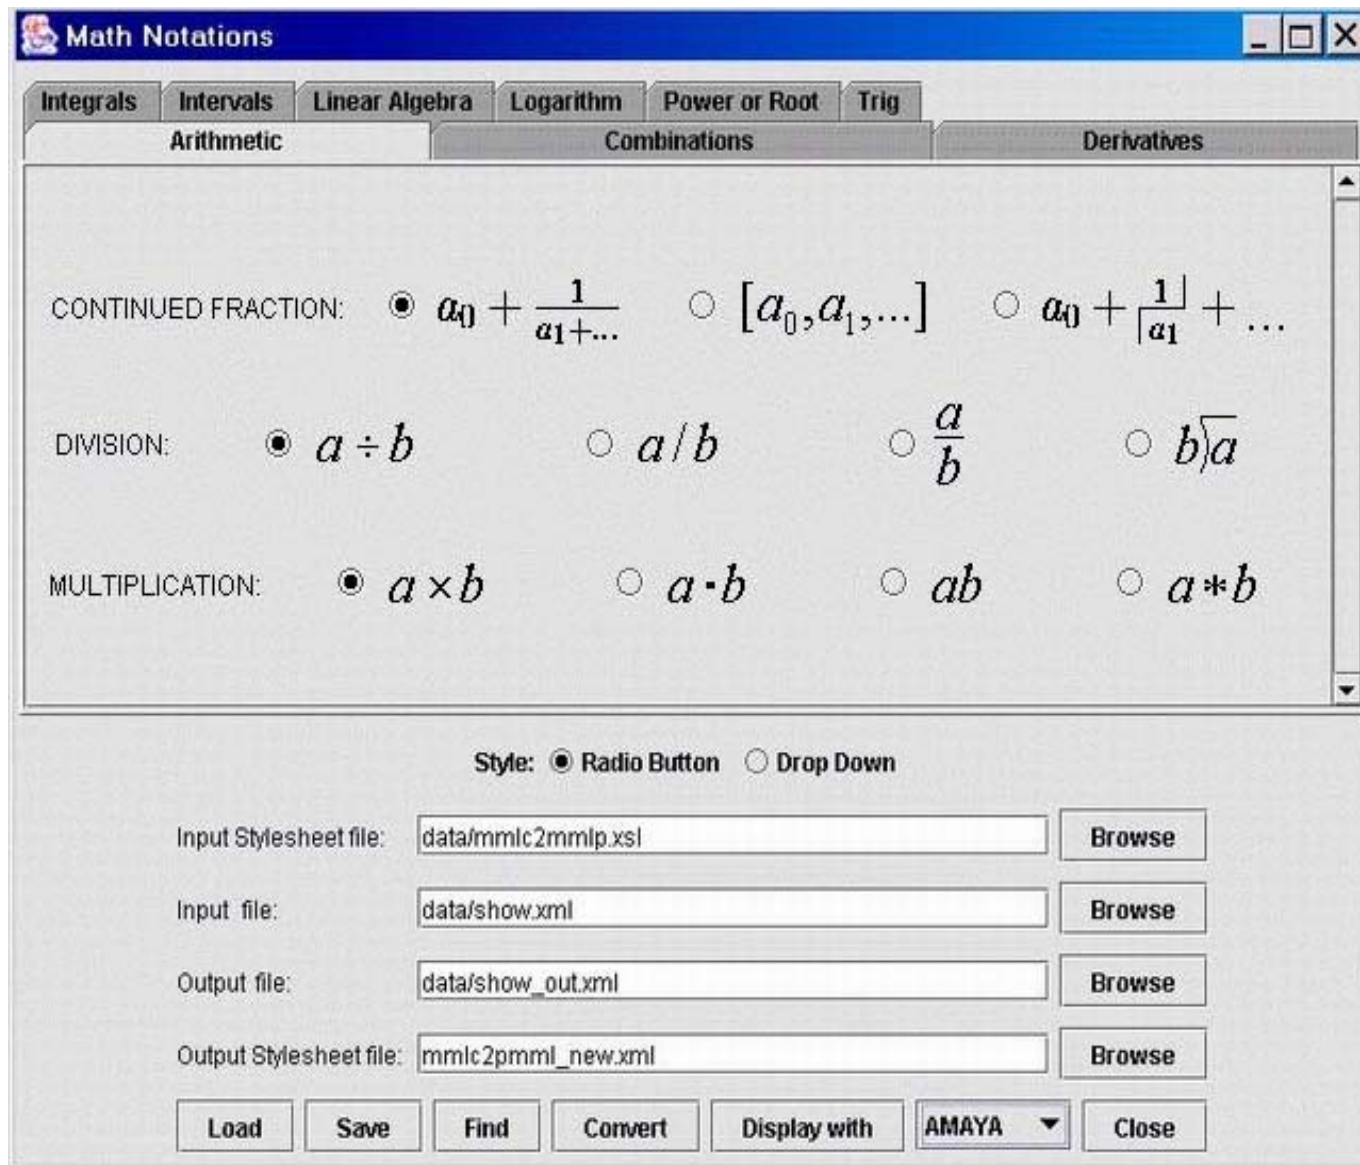 Math Notations
Integrals Intervals Linear Algebra Logarithm Power or Root Trig
Arithmetic Combinations Derivatives
CONTINUED FRACTION: a₀ + 1/(a₁+...) [a₀,a₁,...] a₀ + 1⌋/⌈a₁ + ...
DIVISION: a ÷ b a / b a/b b)a
MULTIPLICATION: a × b a · b ab a * b
Style: Radio Button Drop Down
Input Stylesheet file: data/mmlc2mmlp.xsl Browse
Input file: data/show.xml Browse
Output file: data/show_out.xml Browse
Output Stylesheet file: mmlc2pmml_new.xml Browse
Load Save Find Convert Display with AMAYA Close